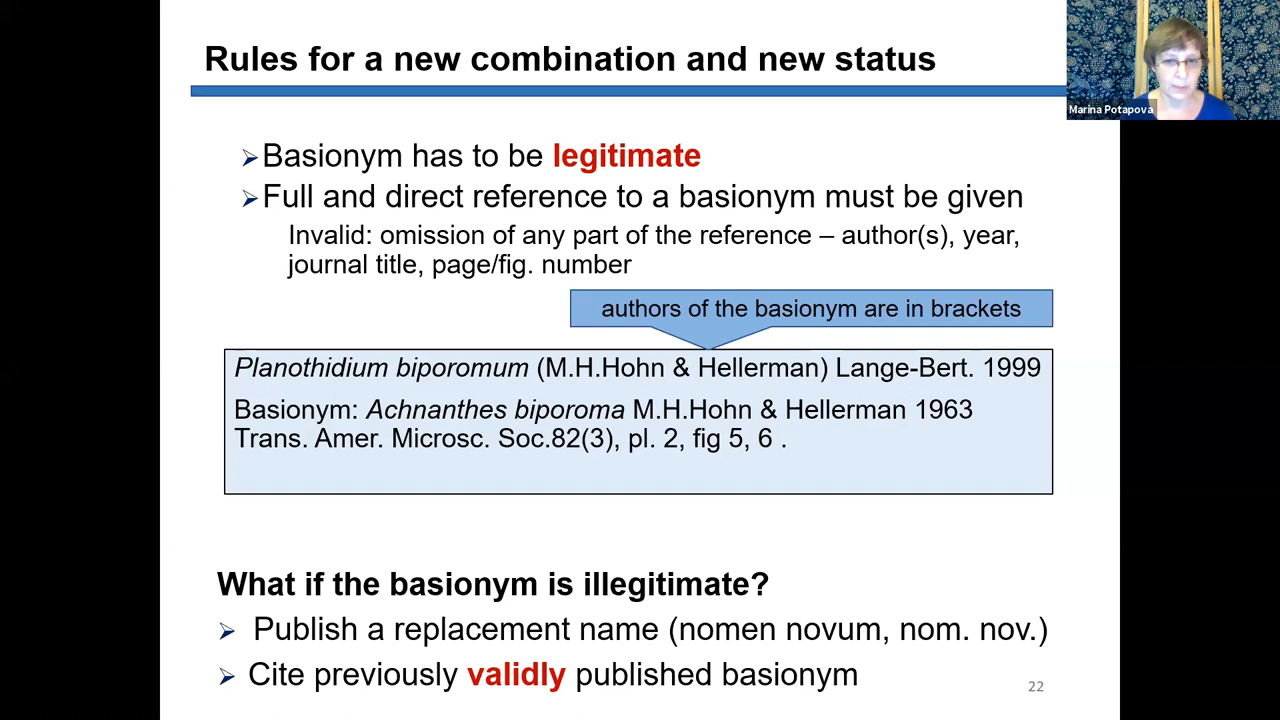 Rules for a new combination and new status
Marina Potapova
➢Basionym has to be legitimate
➢Full and direct reference to a basionym must be given
Invalid: omission of any part of the reference – author(s), year,
journal title, page/fig. number
authors of the basionym are in brackets
Planothidium biporomum (M.H.Hohn & Hellerman) Lange-Bert. 1999
Basionym: Achnanthes biporoma M.H.Hohn & Hellerman 1963
Trans. Amer. Microsc. Soc.82(3), pl. 2, fig 5, 6 .
What if the basionym is illegitimate?
➢ Publish a replacement name (nomen novum, nom. nov.)
➢ Cite previously validly published basionym
22